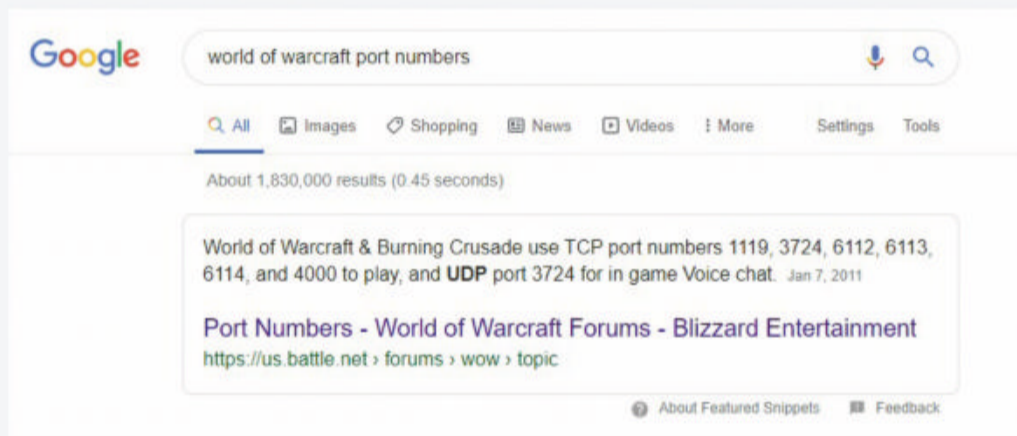 Google
world of warcraft port numbers
All Images Shopping News Videos More Settings Tools
About 1,830,000 results (0.45 seconds)
World of Warcraft & Burning Crusade use TCP port numbers 1119, 3724, 6112, 6113,
6114, and 4000 to play, and UDP port 3724 for in game Voice chat. Jan 7, 2011
Port Numbers - World of Warcraft Forums - Blizzard Entertainment
https://us.battle.net › forums › wow › topic
About Featured Snippets Feedback